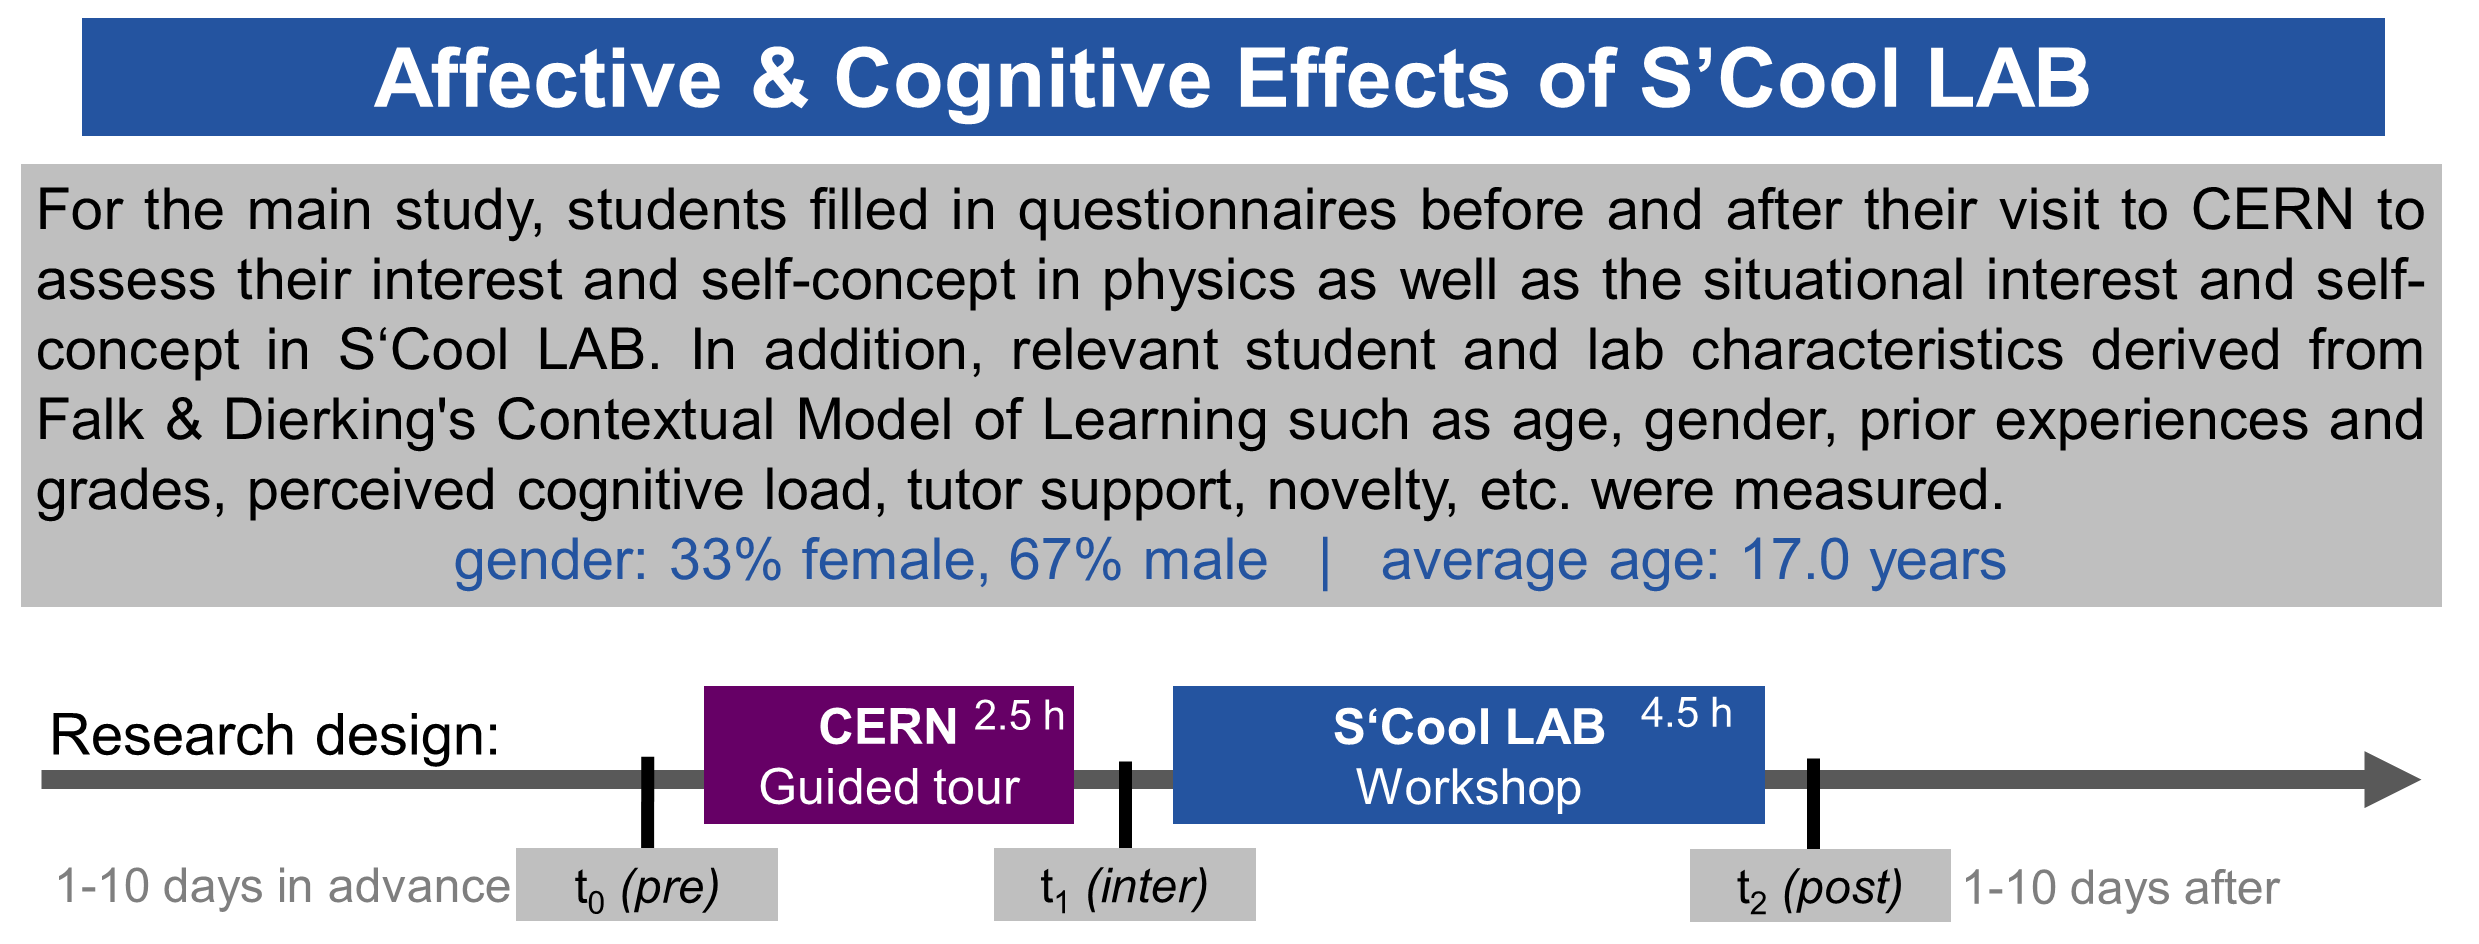 Affective & Cognitive Effects of S’Cool LAB
For the main study, students filled in questionnaires before and after their visit to CERN to
assess their interest and self-concept in physics as well as the situational interest and self-
concept in S‘Cool LAB. In addition, relevant student and lab characteristics derived from
Falk & Dierking's Contextual Model of Learning such as age, gender, prior experiences and
grades, perceived cognitive load, tutor support, novelty, etc. were measured.
gender: 33% female, 67% male | average age: 17.0 years
Research design:
CERN 2.5 h
Guided tour
S‘Cool LAB 4.5 h
Workshop
1-10 days in advance
t₀ (pre)
t₁ (inter)
t₂ (post)
1-10 days after